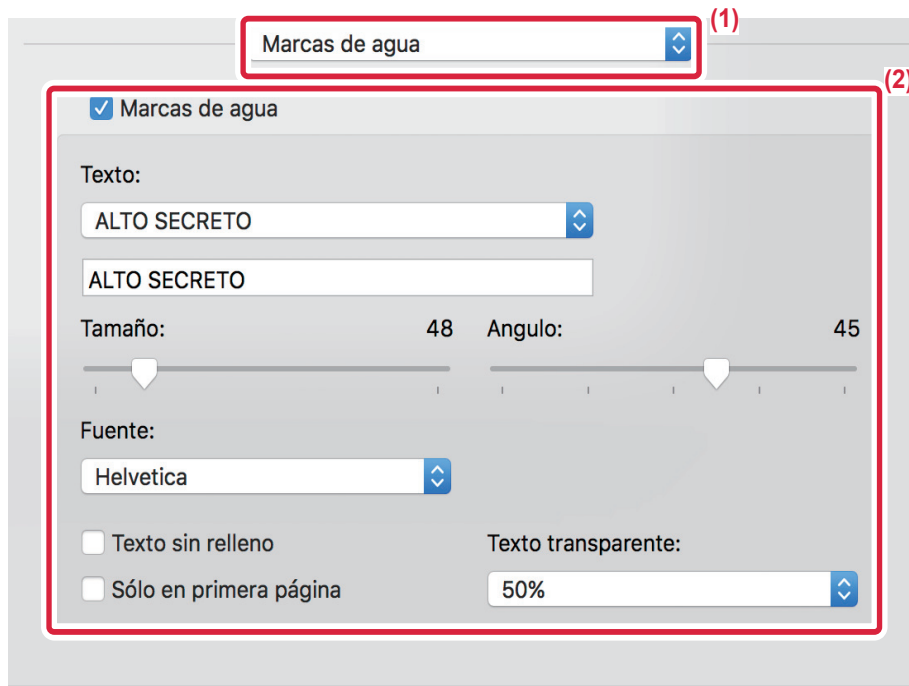 (1)
Marcas de agua
(2)
Marcas de agua
Texto:
ALTO SECRETO
ALTO SECRETO
Tamaño: 48 Angulo: 45
Fuente:
Helvetica
Texto sin relleno Texto transparente:
Sólo en primera página 50%